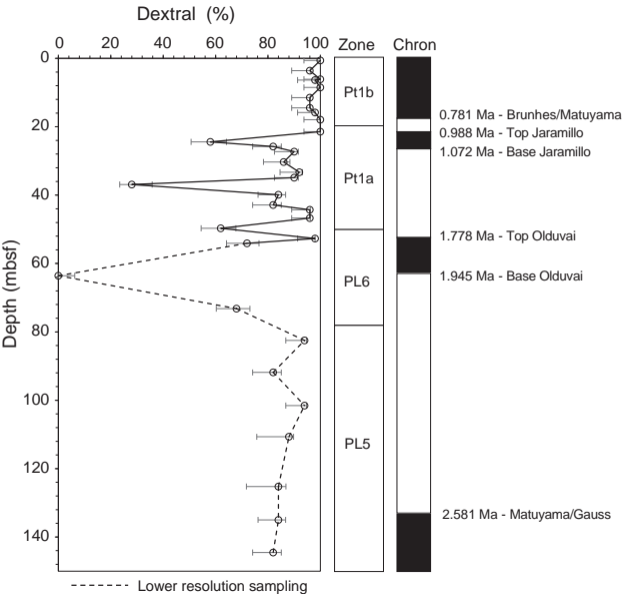 Dextral (%)
0 20 40 60 80 100 Zone Chron
0
20
40
60
80
100
120
140
Depth (mbsf)
Pt1b
Pt1a
PL6
PL5
0.781 Ma - Brunhes/Matuyama
0.988 Ma - Top Jaramillo
1.072 Ma - Base Jaramillo
1.778 Ma - Top Olduvai
1.945 Ma - Base Olduvai
2.581 Ma - Matuyama/Gauss
Lower resolution sampling